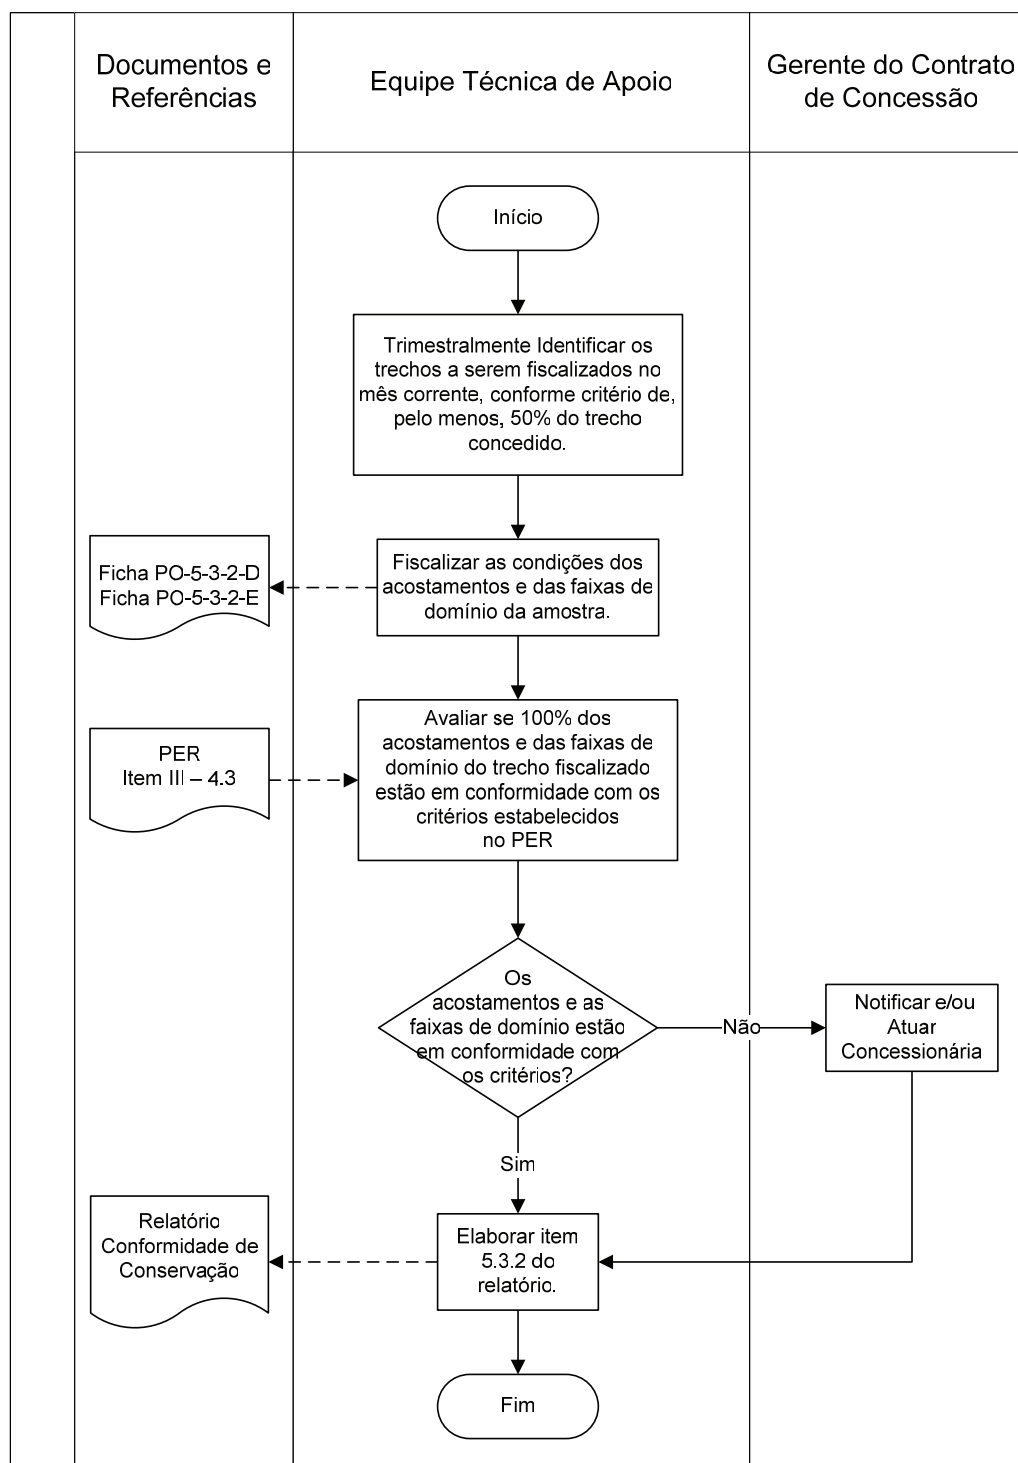 Documentos e
Referências
Equipe Técnica de Apoio
Gerente do Contrato
de Concessão
Início
Trimestralmente Identificar os
trechos a serem fiscalizados no
mês corrente, conforme critério de,
pelo menos, 50% do trecho
concedido.
Ficha PO-5-3-2-D
Ficha PO-5-3-2-E
Fiscalizar as condições dos
acostamentos e das faixas de
domínio da amostra.
PER
Item III – 4.3
Avaliar se 100% dos
acostamentos e das faixas de
domínio do trecho fiscalizado
estão em conformidade com os
critérios estabelecidos
no PER
Os
acostamentos e as
faixas de domínio estão
em conformidade com
os critérios?
Não
Notificar e/ou
Atuar
Concessionária
Sim
Relatório
Conformidade de
Conservação
Elaborar item
5.3.2 do
relatório.
Fim